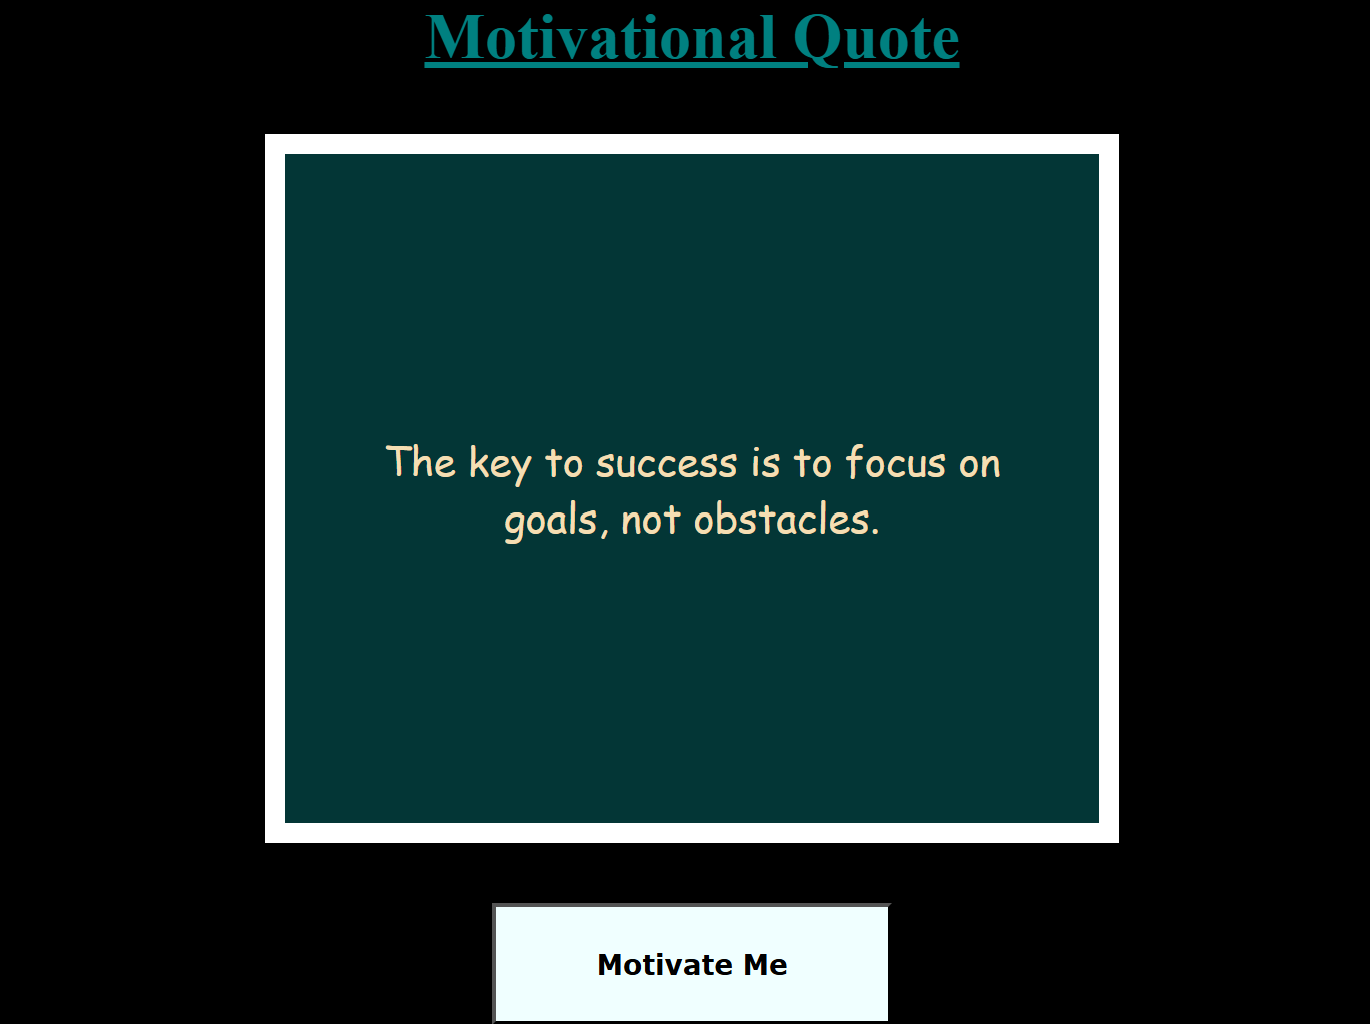 Motivational Quote
The key to success is to focus on
goals, not obstacles.
Motivate Me